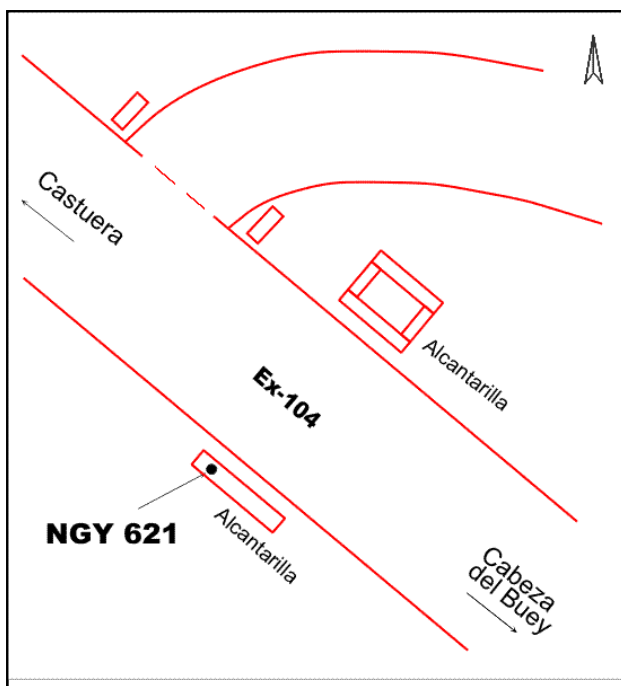 Castuera
Ex-104
Alcantarilla
NGY 621
Alcantarilla
Cabeza
del Buey